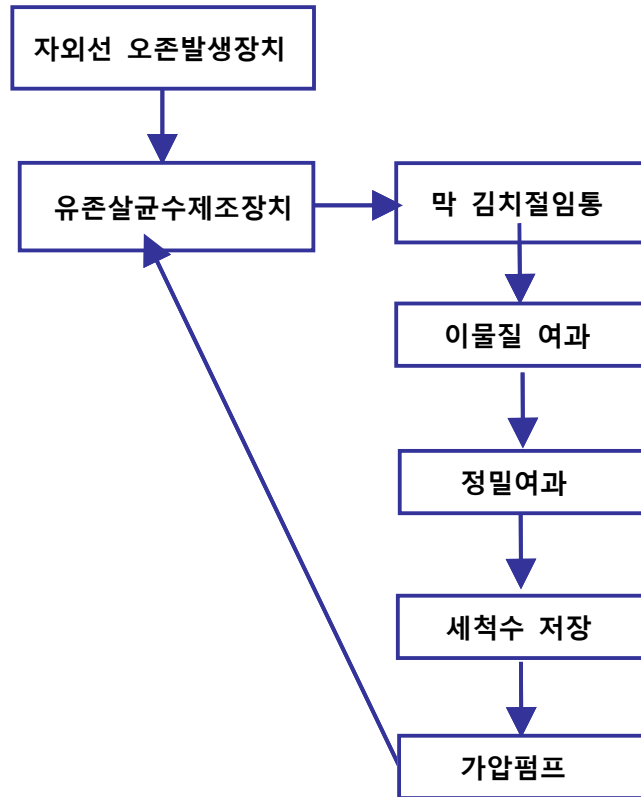 자외선 오존발생장치
유존살균수제조장치
막 김치절임통
이물질 여과
정밀여과
세척수 저장
가압펌프